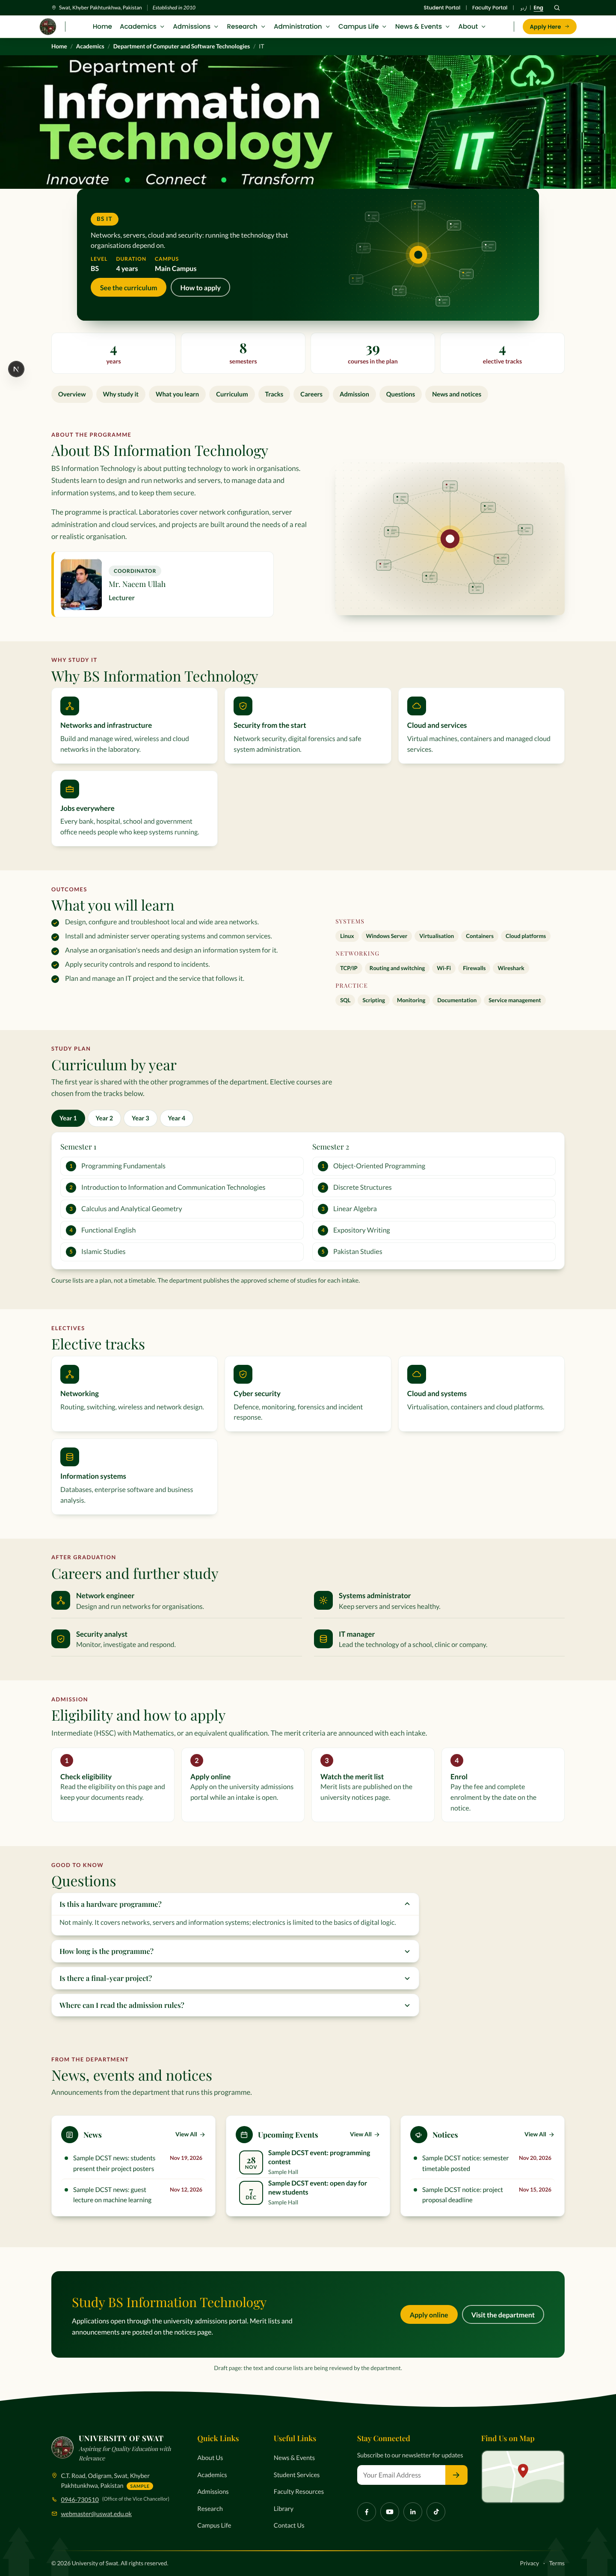 Swat, Khyber Pakhtunkhwa, Pakistan
Established in 2010
Student Portal
Faculty Portal
اردو
Eng
Home
Academics
Admissions
Research
Administration
Campus Life
News & Events
About
Apply Here
Home / Academics / Department of Computer and Software Technologies / IT
Department of
Information
Technology
Innovate • Connect • Transform
IT
BS IT
Networks, servers, cloud and security: running the technology that
organisations depend on.
LEVEL DURATION CAMPUS
BS 4 years Main Campus
See the curriculum
How to apply
N
4
years
8
semesters
39
courses in the plan
4
elective tracks
Overview
Why study it
What you learn
Curriculum
Tracks
Careers
Admission
Questions
News and notices
ABOUT THE PROGRAMME
About BS Information Technology
BS Information Technology is about putting technology to work in organisations.
Students learn to design and run networks and servers, to manage data and
information systems, and to keep them secure.
The programme is practical. Laboratories cover network configuration, server
administration and cloud services, and projects are built around the needs of a real
or realistic organisation.
COORDINATOR
Mr. Naeem Ullah
Lecturer
WHY STUDY IT
Why BS Information Technology
Networks and infrastructure
Build and manage wired, wireless and cloud
networks in the laboratory.
Security from the start
Network security, digital forensics and safe
system administration.
Cloud and services
Virtual machines, containers and managed cloud
services.
Jobs everywhere
Every bank, hospital, school and government
office needs people who keep systems running.
OUTCOMES
What you will learn
Design, configure and troubleshoot local and wide area networks.
Install and administer server operating systems and common services.
Analyse an organisation's needs and design an information system for it.
Apply security controls and respond to incidents.
Plan and manage an IT project and the service that follows it.
SYSTEMS
Linux Windows Server Virtualisation Containers Cloud platforms
NETWORKING
TCP/IP Routing and switching Wi-Fi Firewalls Wireshark
PRACTICE
SQL Scripting Monitoring Documentation Service management
STUDY PLAN
Curriculum by year
The first year is shared with the other programmes of the department. Elective courses are
chosen from the tracks below.
Year 1 Year 2 Year 3 Year 4
Semester 1
1 Programming Fundamentals
2 Introduction to Information and Communication Technologies
3 Calculus and Analytical Geometry
4 Functional English
5 Islamic Studies
Semester 2
1 Object-Oriented Programming
2 Discrete Structures
3 Linear Algebra
4 Expository Writing
5 Pakistan Studies
Course lists are a plan, not a timetable. The department publishes the approved scheme of studies for each intake.
ELECTIVES
Elective tracks
Networking
Routing, switching, wireless and network design.
Cyber security
Defence, monitoring, forensics and incident
response.
Cloud and systems
Virtualisation, containers and cloud platforms.
Information systems
Databases, enterprise software and business
analysis.
AFTER GRADUATION
Careers and further study
Network engineer
Design and run networks for organisations.
Systems administrator
Keep servers and services healthy.
Security analyst
Monitor, investigate and respond.
IT manager
Lead the technology of a school, clinic or company.
ADMISSION
Eligibility and how to apply
Intermediate (HSSC) with Mathematics, or an equivalent qualification. The merit criteria are announced with each intake.
1
Check eligibility
Read the eligibility on this page and
keep your documents ready.
2
Apply online
Apply on the university admissions
portal while an intake is open.
3
Watch the merit list
Merit lists are published on the
university notices page.
4
Enrol
Pay the fee and complete
enrolment by the date on the
notice.
GOOD TO KNOW
Questions
Is this a hardware programme?
Not mainly. It covers networks, servers and information systems; electronics is limited to the basics of digital logic.
How long is the programme?
Is there a final-year project?
Where can I read the admission rules?
FROM THE DEPARTMENT
News, events and notices
Announcements from the department that runs this programme.
News
View All
Sample DCST news: students
present their project posters
Nov 19, 2026
Sample DCST news: guest
lecture on machine learning
Nov 12, 2026
Upcoming Events
View All
28
NOV
Sample DCST event: programming
contest
Sample Hall
7
DEC
Sample DCST event: open day for
new students
Sample Hall
Notices
View All
Sample DCST notice: semester
timetable posted
Nov 20, 2026
Sample DCST notice: project
proposal deadline
Nov 15, 2026
Study BS Information Technology
Applications open through the university admissions portal. Merit lists and
announcements are posted on the notices page.
Apply online
Visit the department
Draft page: the text and course lists are being reviewed by the department.
UNIVERSITY OF SWAT
Aspiring for Quality Education with
Relevance
C.T. Road, Odigram, Swat, Khyber
Pakhtunkhwa, Pakistan SAMPLE
0946-730510 (Office of the Vice Chancellor)
webmaster@uswat.edu.pk
Quick Links
About Us
Academics
Admissions
Research
Campus Life
Useful Links
News & Events
Student Services
Faculty Resources
Library
Contact Us
Stay Connected
Subscribe to our newsletter for updates
Your Email Address
Find Us on Map
© 2026 University of Swat. All rights reserved.
Privacy · Terms